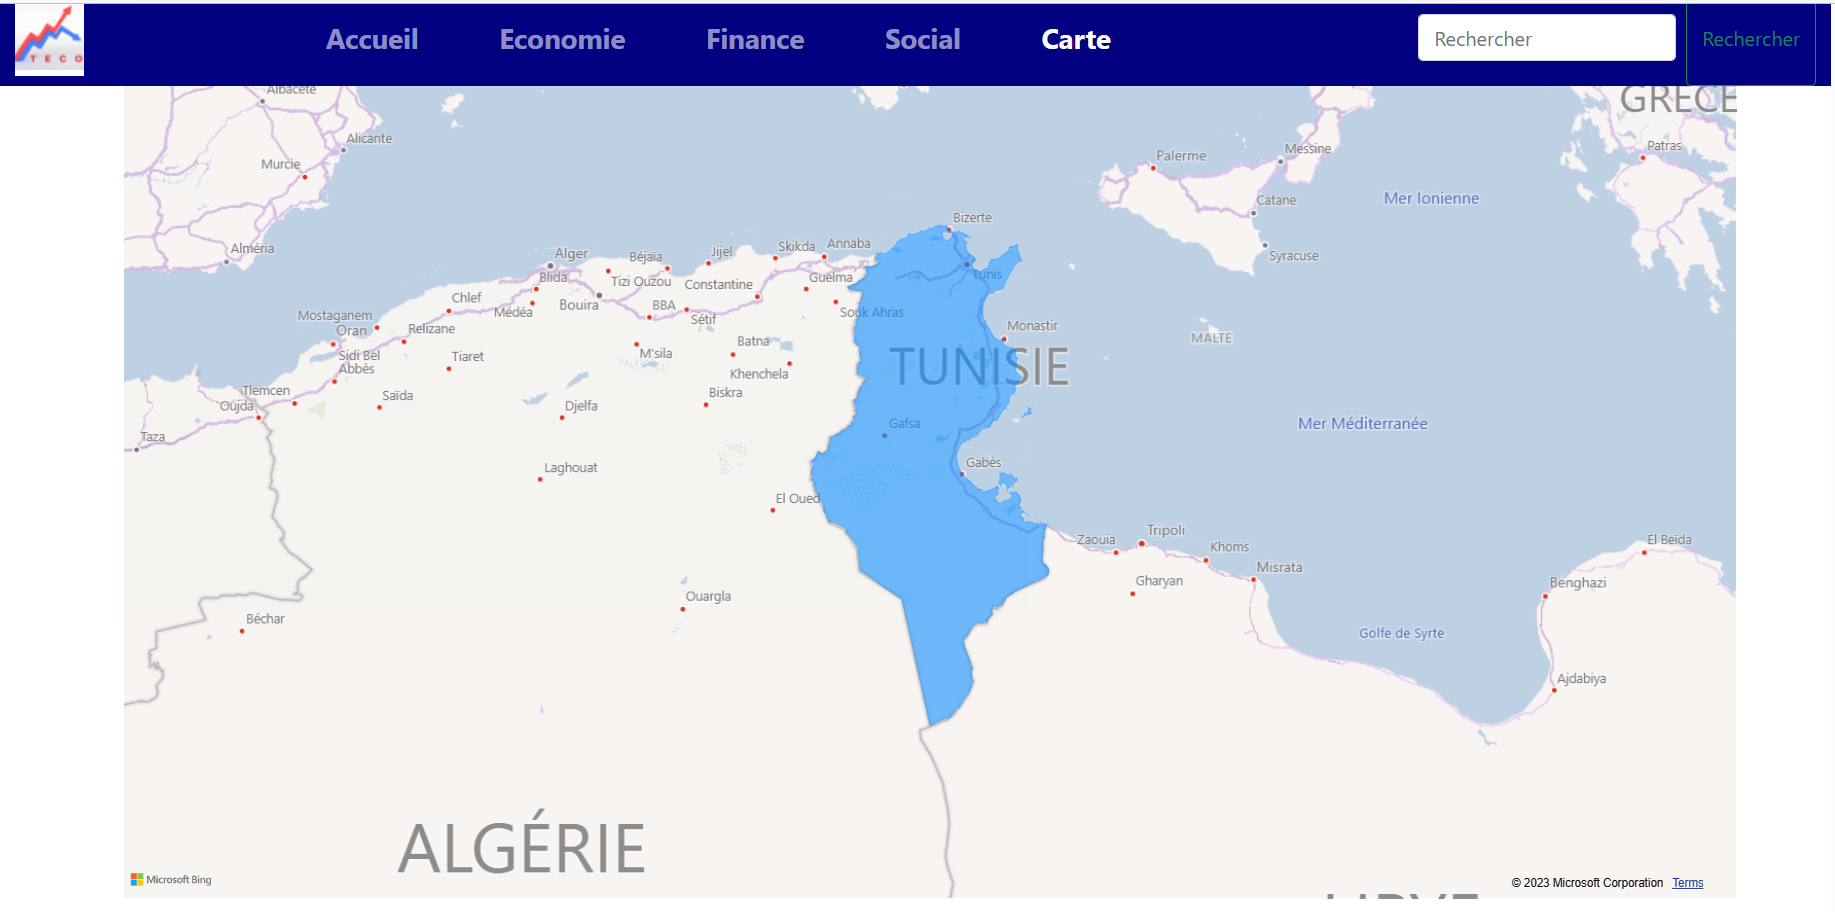 TECO
Accueil
Economie
Finance
Social
Carte
Rechercher
Rechercher
Albacete
GRÈCE
Alicante
Murcie
Palerme
Messine
Patras
Mer Ionienne
Catane
Bizerte
Alméria
Alger
Béjaïa
Jijel
Skikda
Annaba
Syracuse
Blida
Tizi Ouzou
Constantine
Guelma
Tunis
Chlef
Médéa
Bouira
BBA
Sétif
Souk Ahras
Mostaganem
Oran
Relizane
Monastir
MALTE
Sidi Bel
Abbès
Tiaret
M'sila
Batna
Khenchela
TUNISIE
Tlemcen
Oujda
Saïda
Djelfa
Biskra
Taza
Gafsa
Mer Méditerranée
Laghouat
Gabès
El Oued
Zaouia
Tripoli
Khoms
El Beïda
Misrata
Gharyan
Benghazi
Ouargla
Béchar
Golfe de Syrte
Ajdabiya
ALGÉRIE
Microsoft Bing
© 2023 Microsoft Corporation Terms
LIBYE